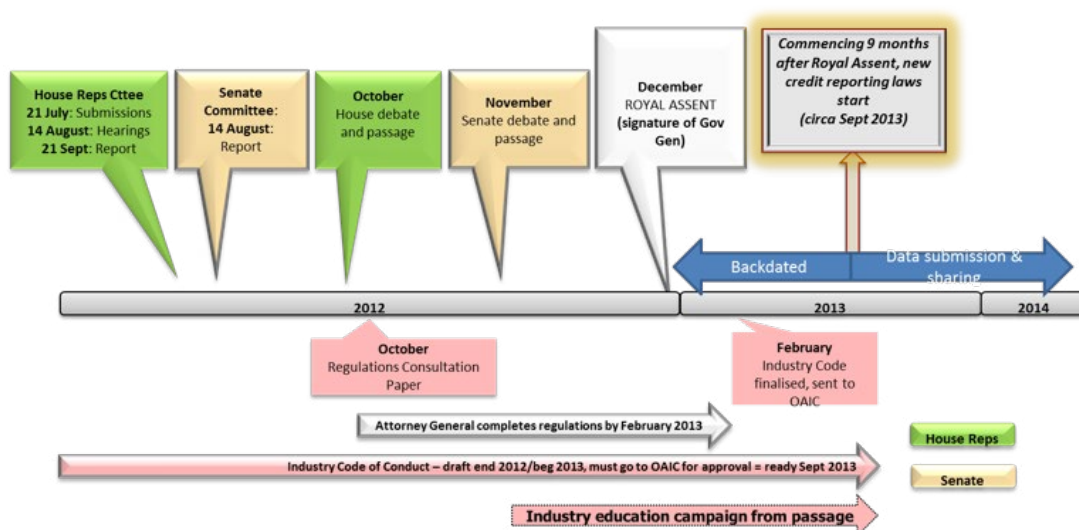 House Reps Cttee
21 July: Submissions
14 August: Hearings
21 Sept: Report
Senate
Committee:
14 August:
Report
October
House debate
and passage
November
Senate debate and
passage
December
ROYAL ASSENT
(signature of Gov
Gen)
Commencing 9 months
after Royal Assent, new
credit reporting laws
start
(circa Sept 2013)
Backdated
Data submission &
sharing
2012
2013
2014
October
Regulations Consultation
Paper
February
Industry Code
finalised, sent to
OAIC
Attorney General completes regulations by February 2013
Industry Code of Conduct – draft end 2012/beg 2013, must go to OAIC for approval = ready Sept 2013
Industry education campaign from passage
House Reps
Senate